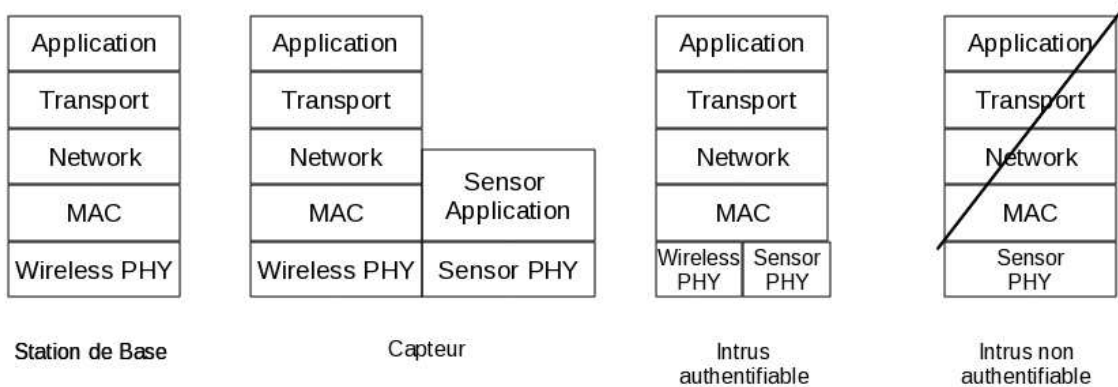 Application
Transport
Network
MAC
Wireless PHY
Station de Base
Application
Transport
Network
MAC
Wireless PHY
Sensor
Application
Sensor PHY
Capteur
Application
Transport
Network
MAC
Wireless
PHY
Sensor
PHY
Intrus
authentifiable
Application
Transport
Network
MAC
Sensor
PHY
Intrus non
authentifiable